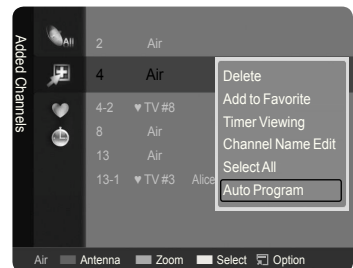 Added Channels
All
2 Air
4 Air
4-2 ♥ TV #8
8 Air
13 Air
13-1 ♥ TV #3 Alice
Delete
Add to Favorite
Timer Viewing
Channel Name Edit
Select All
Auto Program
Air Antenna Zoom Select Option